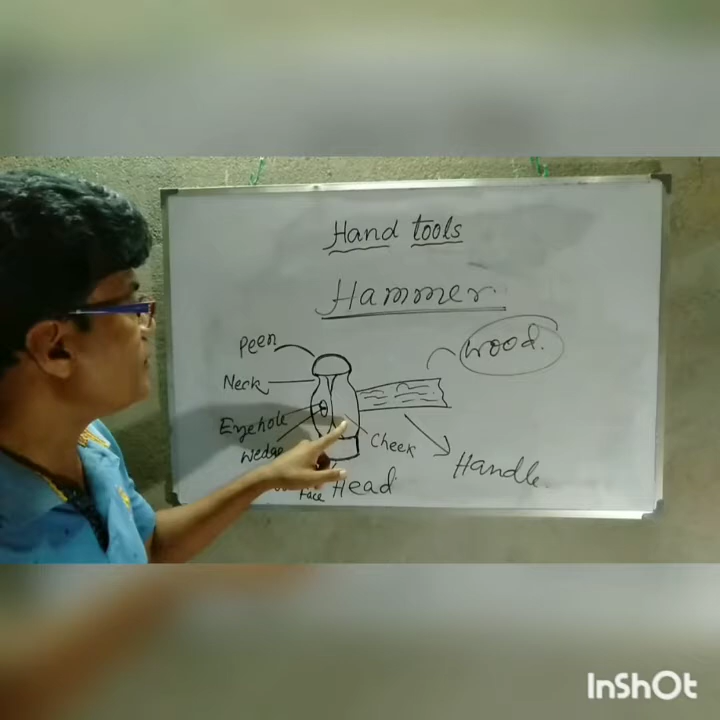 Hand tools
Hammer
Peen
wood.
Neck
Eyehole
Wedge
Cheek
Handle
Face
Head
InShOt